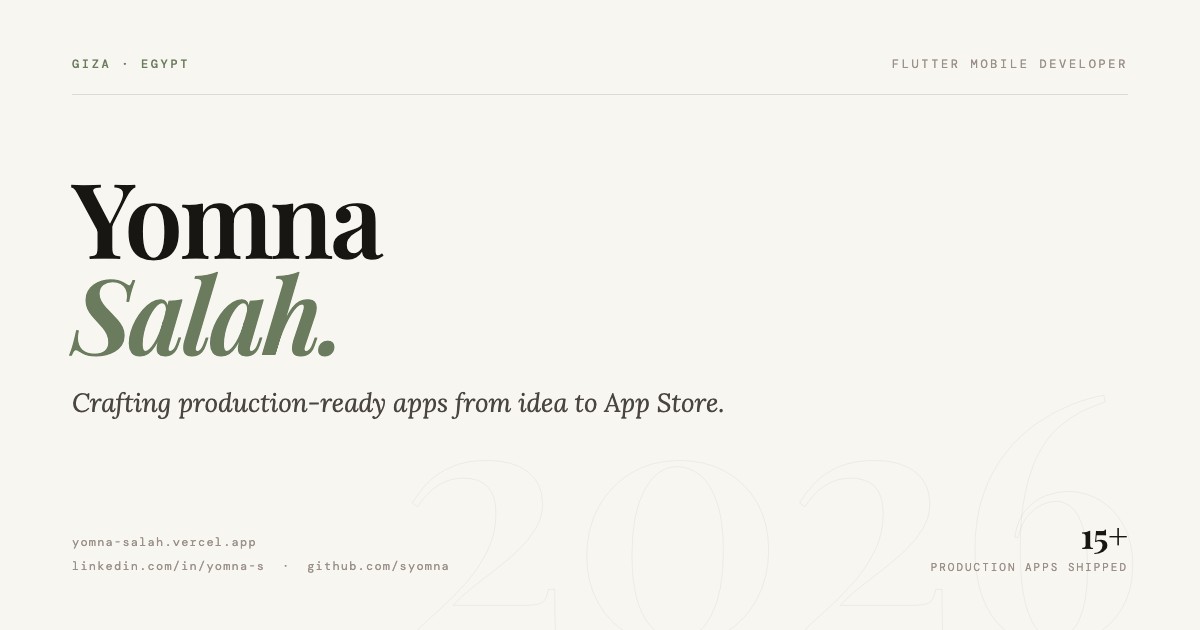 GIZA · EGYPT
FLUTTER MOBILE DEVELOPER
Yomna
Salah.
Crafting production-ready apps from idea to App Store.
2026
yomna-salah.vercel.app
linkedin.com/in/yomna-s · github.com/syomna
15+
PRODUCTION APPS SHIPPED